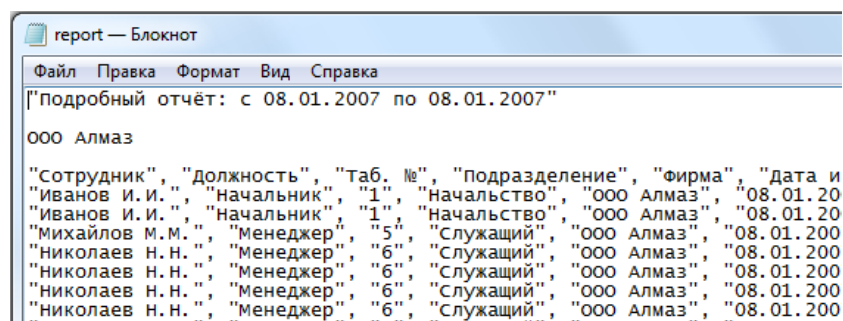 report — Блокнот
Файл Правка Формат Вид Справка
"Подробный отчёт: с 08.01.2007 по 08.01.2007"
ООО Алмаз
"Сотрудник", "Должность", "Таб. №", "Подразделение", "Фирма", "Дата и
"Иванов И.И.", "Начальник", "1", "Начальство", "ООО Алмаз", "08.01.20
"Иванов И.И.", "Начальник", "1", "Начальство", "ООО Алмаз", "08.01.20
"Михайлов М.М.", "Менеджер", "5", "Служащий", "ООО Алмаз", "08.01.200
"Николаев Н.Н.", "Менеджер", "6", "Служащий", "ООО Алмаз", "08.01.200
"Николаев Н.Н.", "Менеджер", "6", "Служащий", "ООО Алмаз", "08.01.200
"Николаев Н.Н.", "Менеджер", "6", "Служащий", "ООО Алмаз", "08.01.200
"Николаев Н.Н.", "Менеджер", "6", "Служащий", "ООО Алмаз", "08.01.200